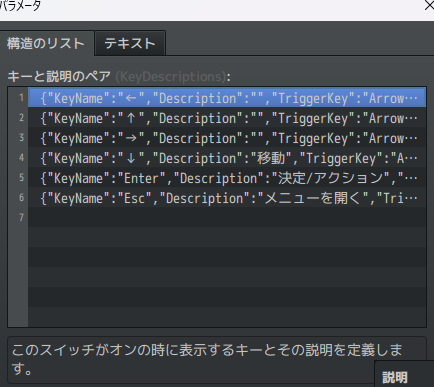 パラメータ
構造のリスト テキスト
キーと説明のペア (KeyDescriptions):
1 {"KeyName":"←","Description":"","TriggerKey":"Arrow…
2 {"KeyName":"↑","Description":"","TriggerKey":"Arrow…
3 {"KeyName":"→","Description":"","TriggerKey":"Arrow…
4 {"KeyName":"↓","Description":"移動","TriggerKey":"A…
5 {"KeyName":"Enter","Description":"決定/アクション","…
6 {"KeyName":"Esc","Description":"メニューを開く","Tri…
7
このスイッチがオンの時に表示するキーとその説明を定義しま
す。
説明